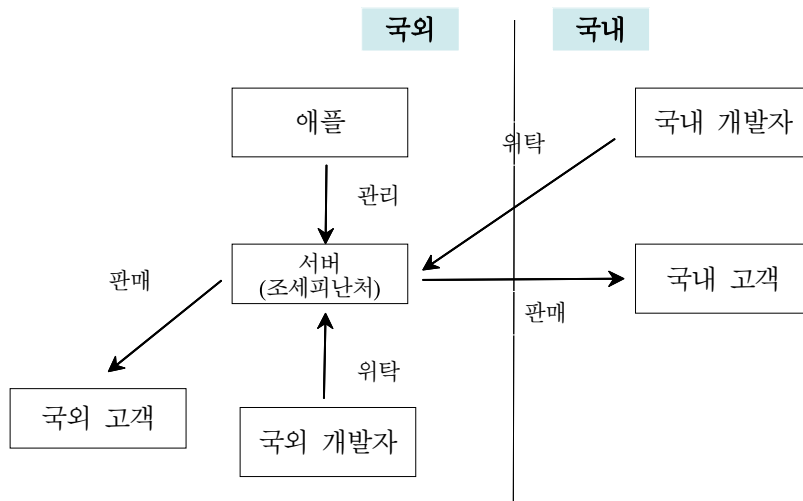 국외
국내
애플
국내 개발자
위탁
관리
서버
(조세피난처)
국내 고객
판매
판매
위탁
국외 고객
국외 개발자